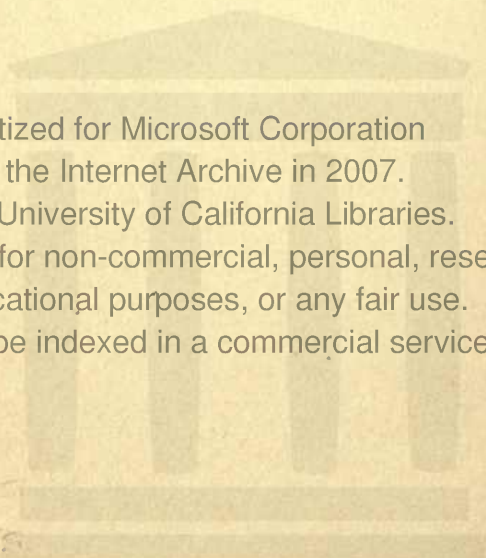 tized for Microsoft Corporation
the Internet Archive in 2007.
University of California Libraries.
for non-commercial, personal, rese
cational purposes, or any fair use.
be indexed in a commercial service